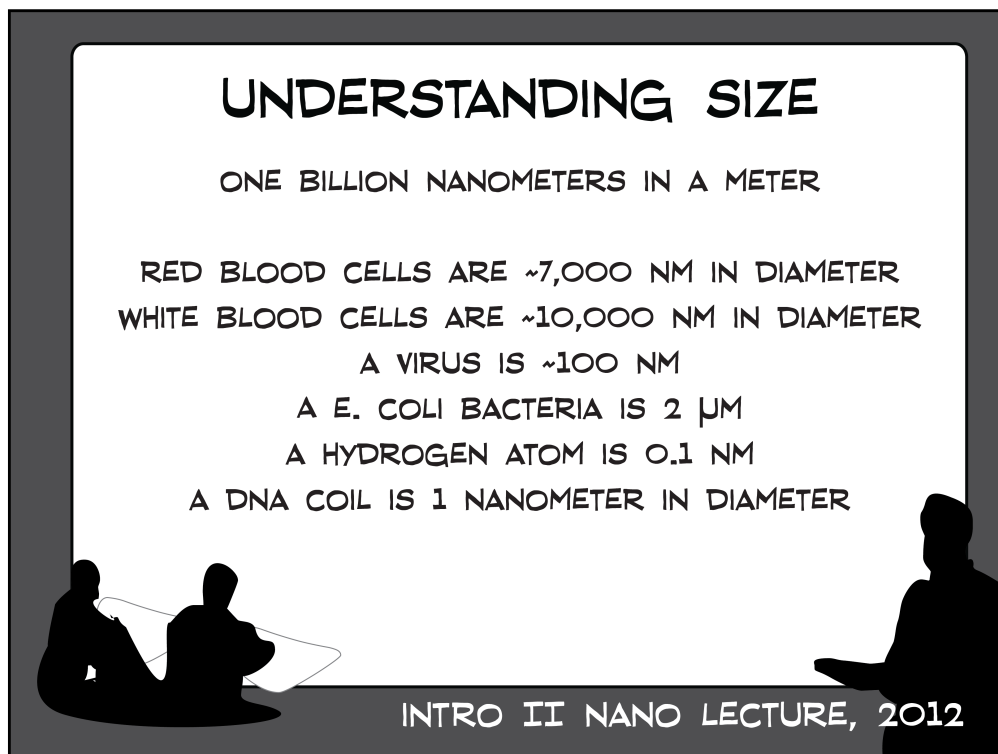 UNDERSTANDING SIZE
ONE BILLION NANOMETERS IN A METER
RED BLOOD CELLS ARE ~7,000 NM IN DIAMETER
WHITE BLOOD CELLS ARE ~10,000 NM IN DIAMETER
A VIRUS IS ~100 NM
A E. COLI BACTERIA IS 2 µM
A HYDROGEN ATOM IS 0.1 NM
A DNA COIL IS 1 NANOMETER IN DIAMETER
INTRO II NANO LECTURE, 2012